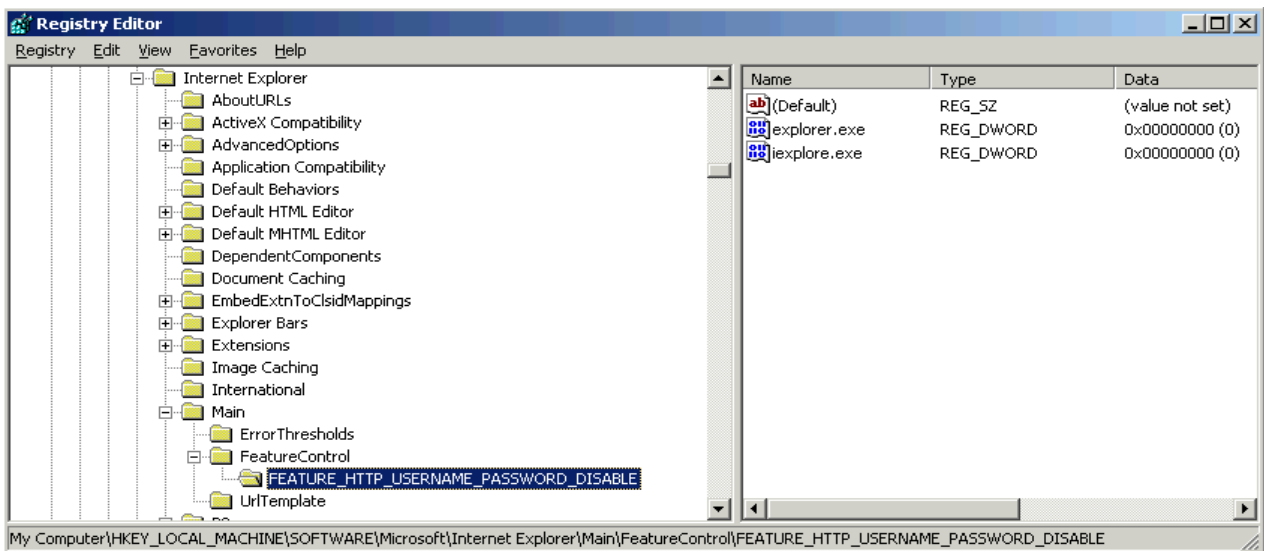 Registry Editor
Registry Edit View Favorites Help
Internet Explorer
AboutURLs
ActiveX Compatibility
AdvancedOptions
Application Compatibility
Default Behaviors
Default HTML Editor
Default MHTML Editor
DependentComponents
Document Caching
EmbedExtnToClsidMappings
Explorer Bars
Extensions
Image Caching
International
Main
ErrorThresholds
FeatureControl
FEATURE_HTTP_USERNAME_PASSWORD_DISABLE
UrlTemplate
Name Type Data
(Default) REG_SZ (value not set)
explorer.exe REG_DWORD 0x00000000 (0)
iexplore.exe REG_DWORD 0x00000000 (0)
My Computer\HKEY_LOCAL_MACHINE\SOFTWARE\Microsoft\Internet Explorer\Main\FeatureControl\FEATURE_HTTP_USERNAME_PASSWORD_DISABLE